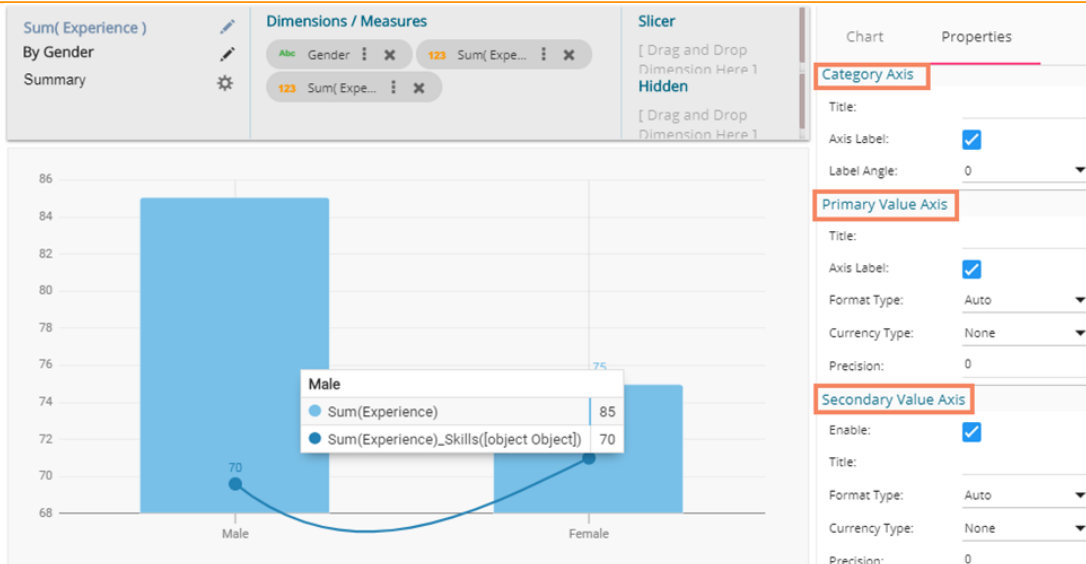 Sum( Experience )
By Gender
Summary
Dimensions / Measures
Abc Gender
123 Sum( Expe...
123 Sum( Expe...
Slicer
[ Drag and Drop
Dimension Here ]
Hidden
[ Drag and Drop
Dimension Here ]
Chart Properties
Category Axis
Title:
Axis Label:
Label Angle: 0
Primary Value Axis
Title:
Axis Label:
Format Type: Auto
Currency Type: None
Precision: 0
Secondary Value Axis
Enable:
Title:
Format Type: Auto
Currency Type: None
Precision: 0
86
84
82
80
78
76
74
72
70
68
75
70
Male
Sum(Experience) 85
Sum(Experience)_Skills([object Object]) 70
Male Female